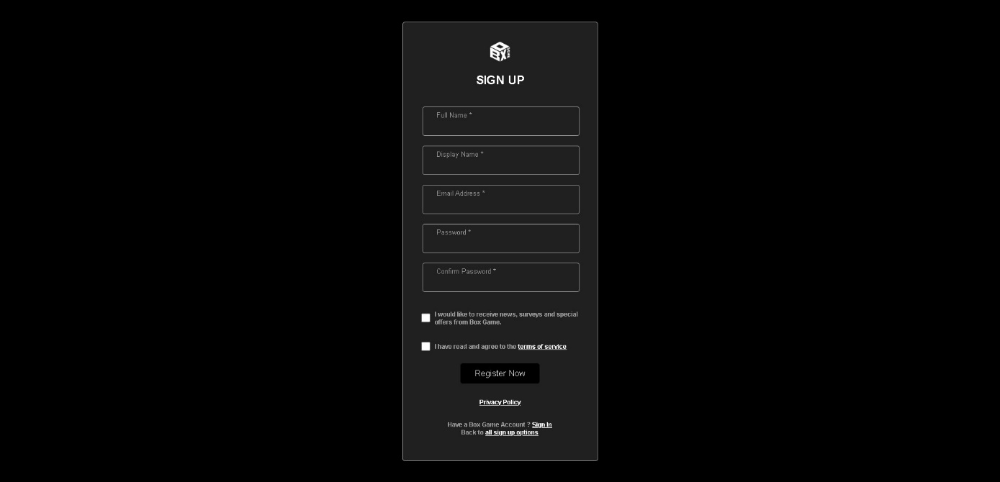 BOX GAME
SIGN UP
Full Name *
Display Name *
Email Address *
Password *
Confirm Password *
I would like to receive news, surveys and special
offers from Box Game.
I have read and agree to the terms of service
Register Now
Privacy Policy
Have a Box Game Account ? Sign In
Back to all sign up options